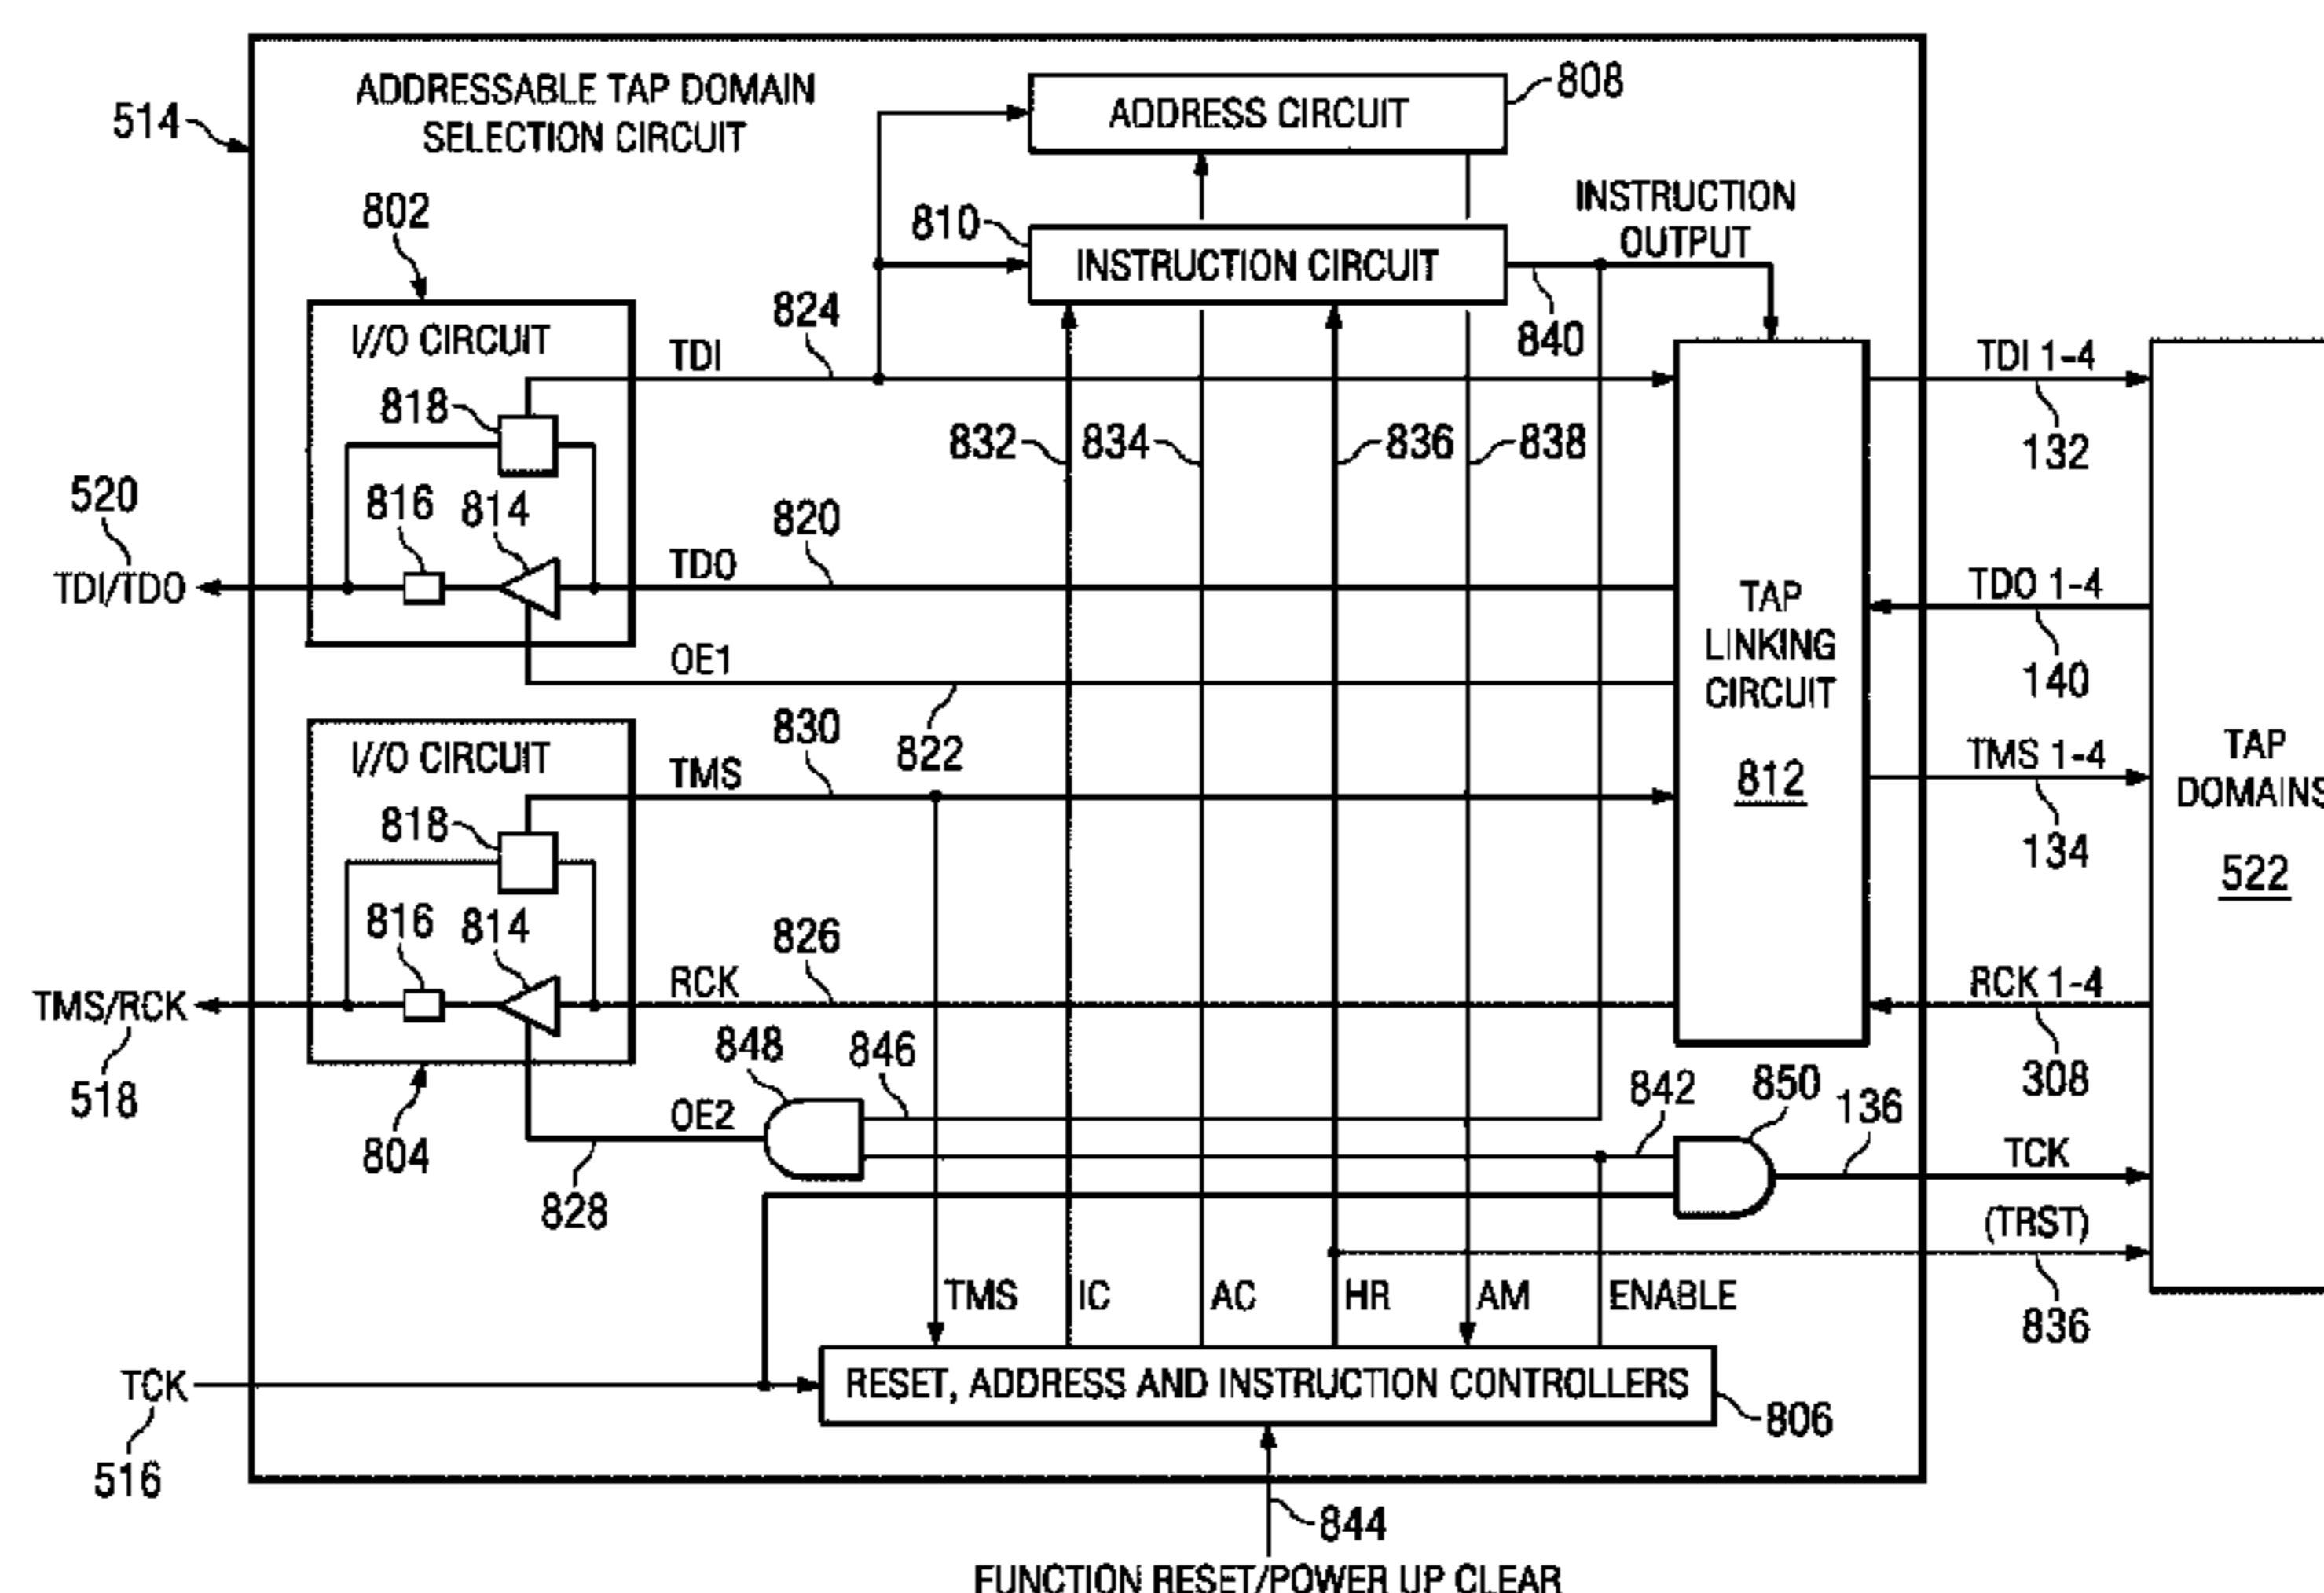 ADDRESSABLE TAP DOMAIN
SELECTION CIRCUIT
514
ADDRESS CIRCUIT
808
802
810
INSTRUCTION CIRCUIT
INSTRUCTION
OUTPUT
840
I//O CIRCUIT
TDI
824
818
832
834
836
838
TDI 1-4
132
520
TDI/TDO
816
814
TDO
820
TAP
LINKING
CIRCUIT
812
TDO 1-4
140
OE1
822
I//O CIRCUIT
TMS
830
TMS 1-4
134
TAP
DOMAINS
522
818
816
814
RCK
826
TMS/RCK
518
804
RCK 1-4
308
848
846
OE2
828
842
850
136
TCK
(TRST)
836
TMS
IC
AC
HR
AM
ENABLE
TCK
516
RESET, ADDRESS AND INSTRUCTION CONTROLLERS
806
844
FUNCTION RESET/POWER UP CLEAR